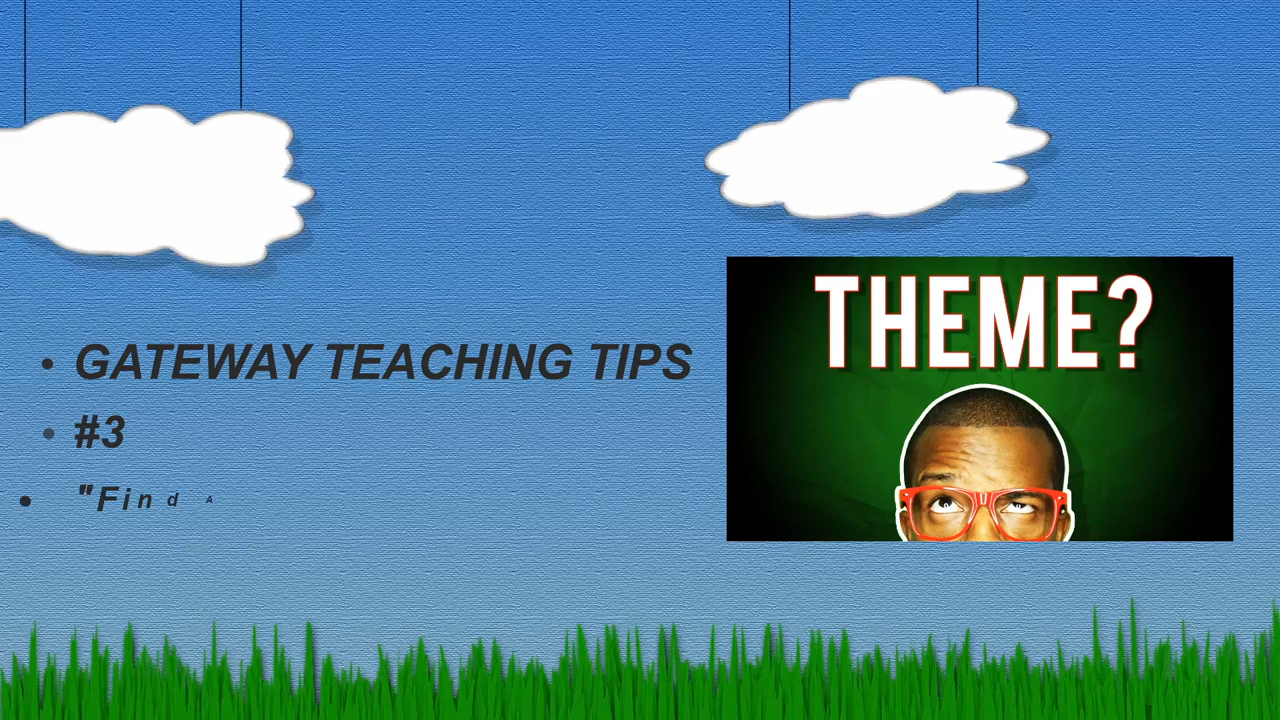 • GATEWAY TEACHING TIPS
• #3
• "Find A
THEME?